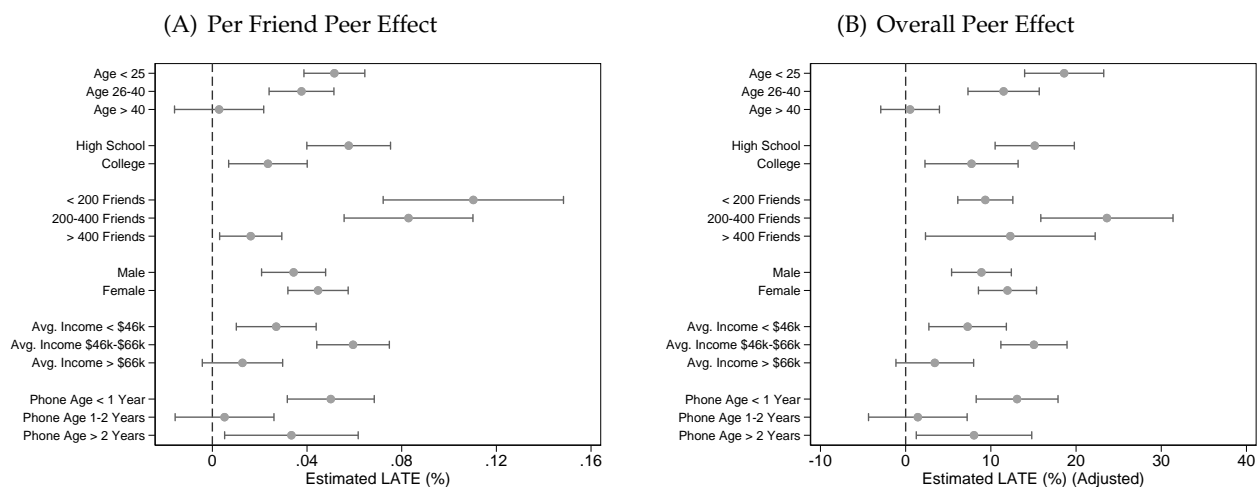 (A) Per Friend Peer Effect
Age < 25
Age 26-40
Age > 40
High School
College
< 200 Friends
200-400 Friends
> 400 Friends
Male
Female
Avg. Income < $46k
Avg. Income $46k-$66k
Avg. Income > $66k
Phone Age < 1 Year
Phone Age 1-2 Years
Phone Age > 2 Years
0 .04 .08 .12 .16
Estimated LATE (%)
(B) Overall Peer Effect
Age < 25
Age 26-40
Age > 40
High School
College
< 200 Friends
200-400 Friends
> 400 Friends
Male
Female
Avg. Income < $46k
Avg. Income $46k-$66k
Avg. Income > $66k
Phone Age < 1 Year
Phone Age 1-2 Years
Phone Age > 2 Years
-10 0 10 20 30 40
Estimated LATE (%) (Adjusted)